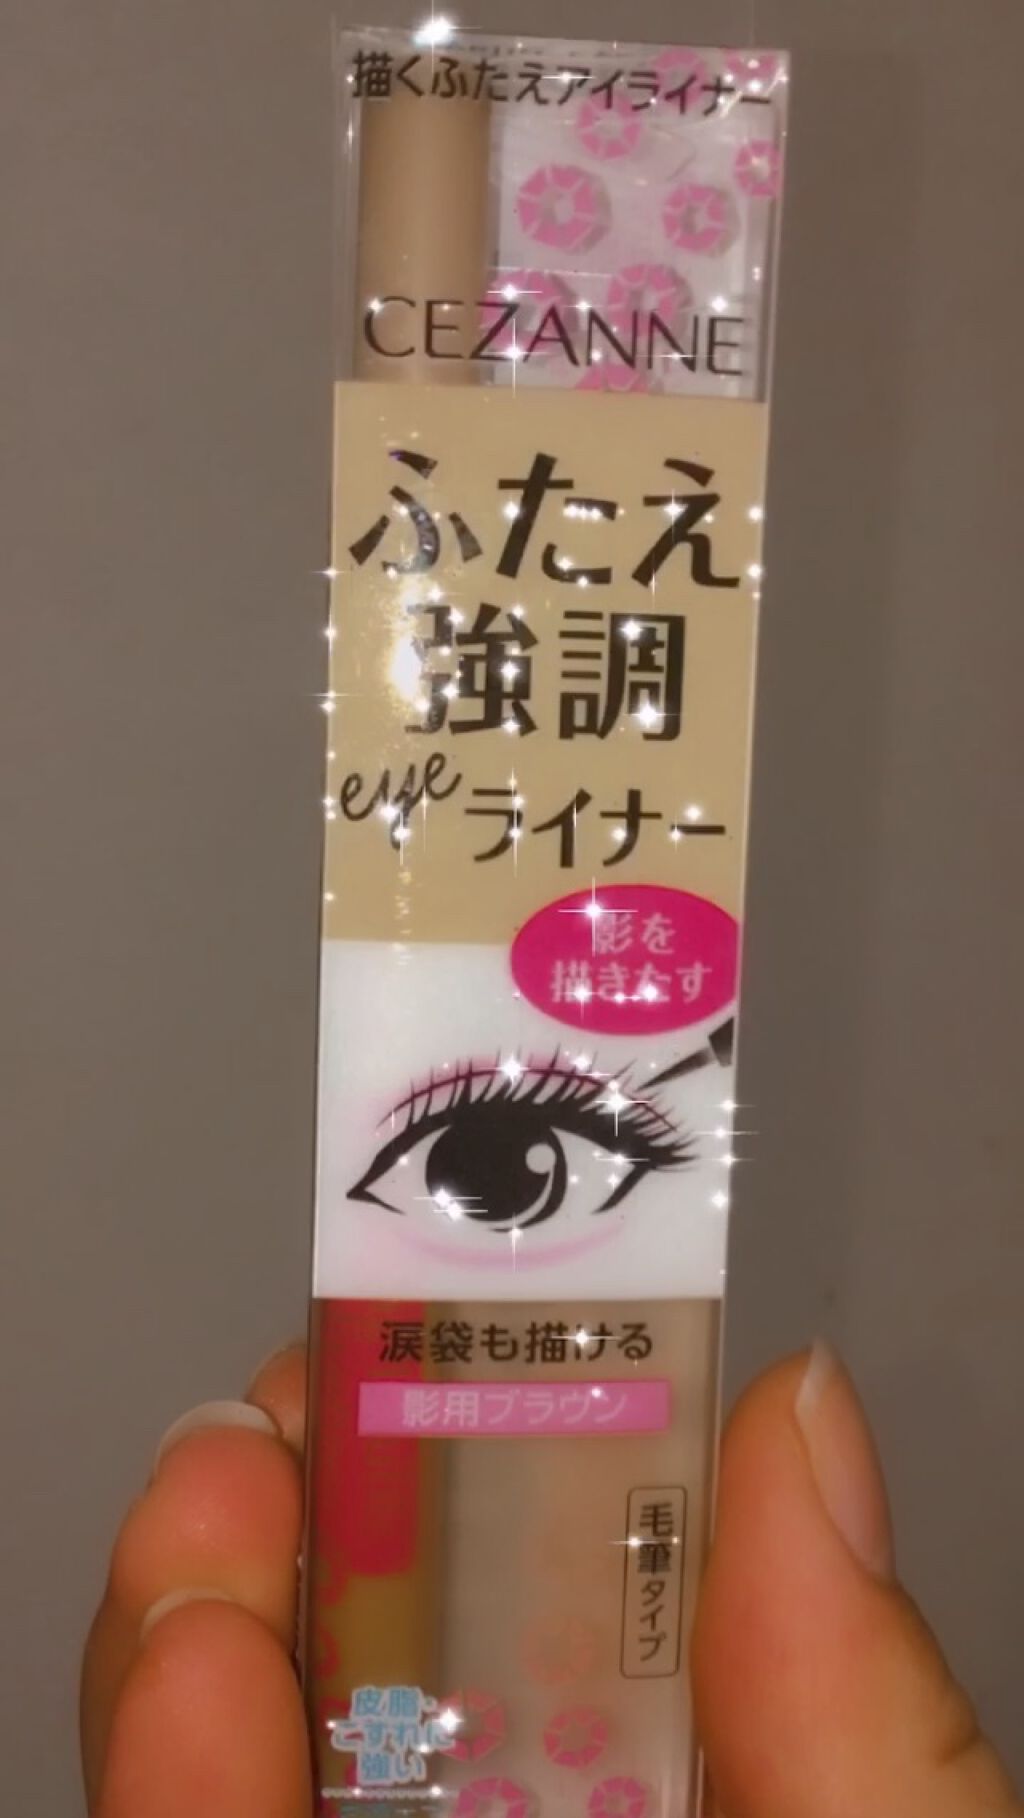 描くふたえアイライナー
CEZANNE
ふたえ
強調
eye ライナー
影を
描きたす
涙袋も描ける
影用ブラウン
毛筆タイプ
皮脂・
こすれに
強い